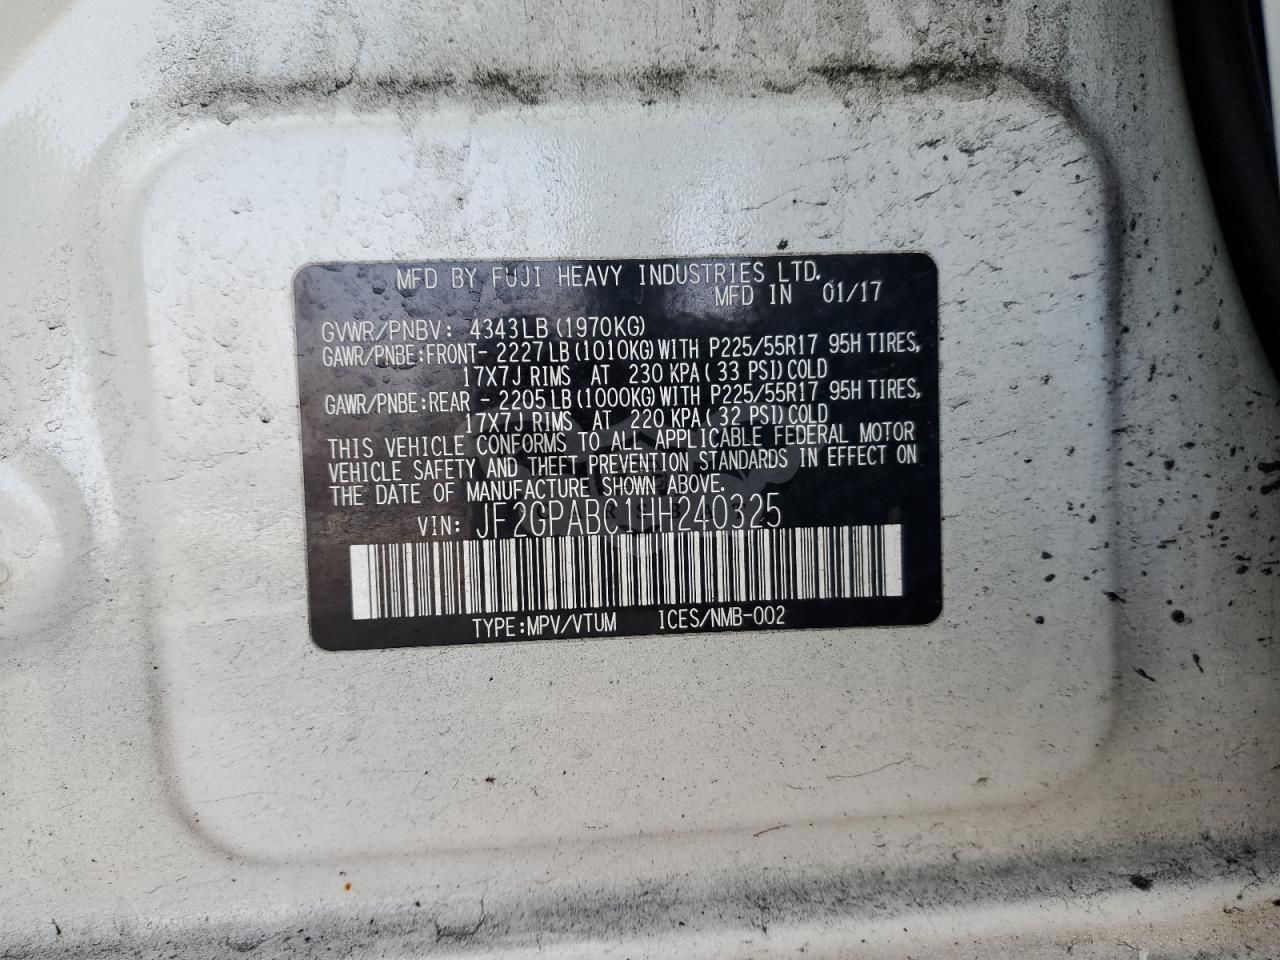 MFD BY FUJI HEAVY INDUSTRIES LTD.
MFD IN 01/17
GVWR/PNBV: 4343LB (1970KG)
GAWR/PNBE:FRONT- 2227LB (1010KG) WITH P225/55R17 95H TIRES,
17X7J RIMS AT 230 KPA (33 PSI) COLD
GAWR/PNBE:REAR - 2205LB (1000KG) WITH P225/55R17 95H TIRES,
17X7J RIMS AT 220 KPA (32 PSI) COLD
THIS VEHICLE CONFORMS TO ALL APPLICABLE FEDERAL MOTOR
VEHICLE SAFETY AND THEFT PREVENTION STANDARDS IN EFFECT ON
THE DATE OF MANUFACTURE SHOWN ABOVE.
VIN: JF2GPABC1HH240325
TYPE:MPV/VTUM ICES/NMB-002